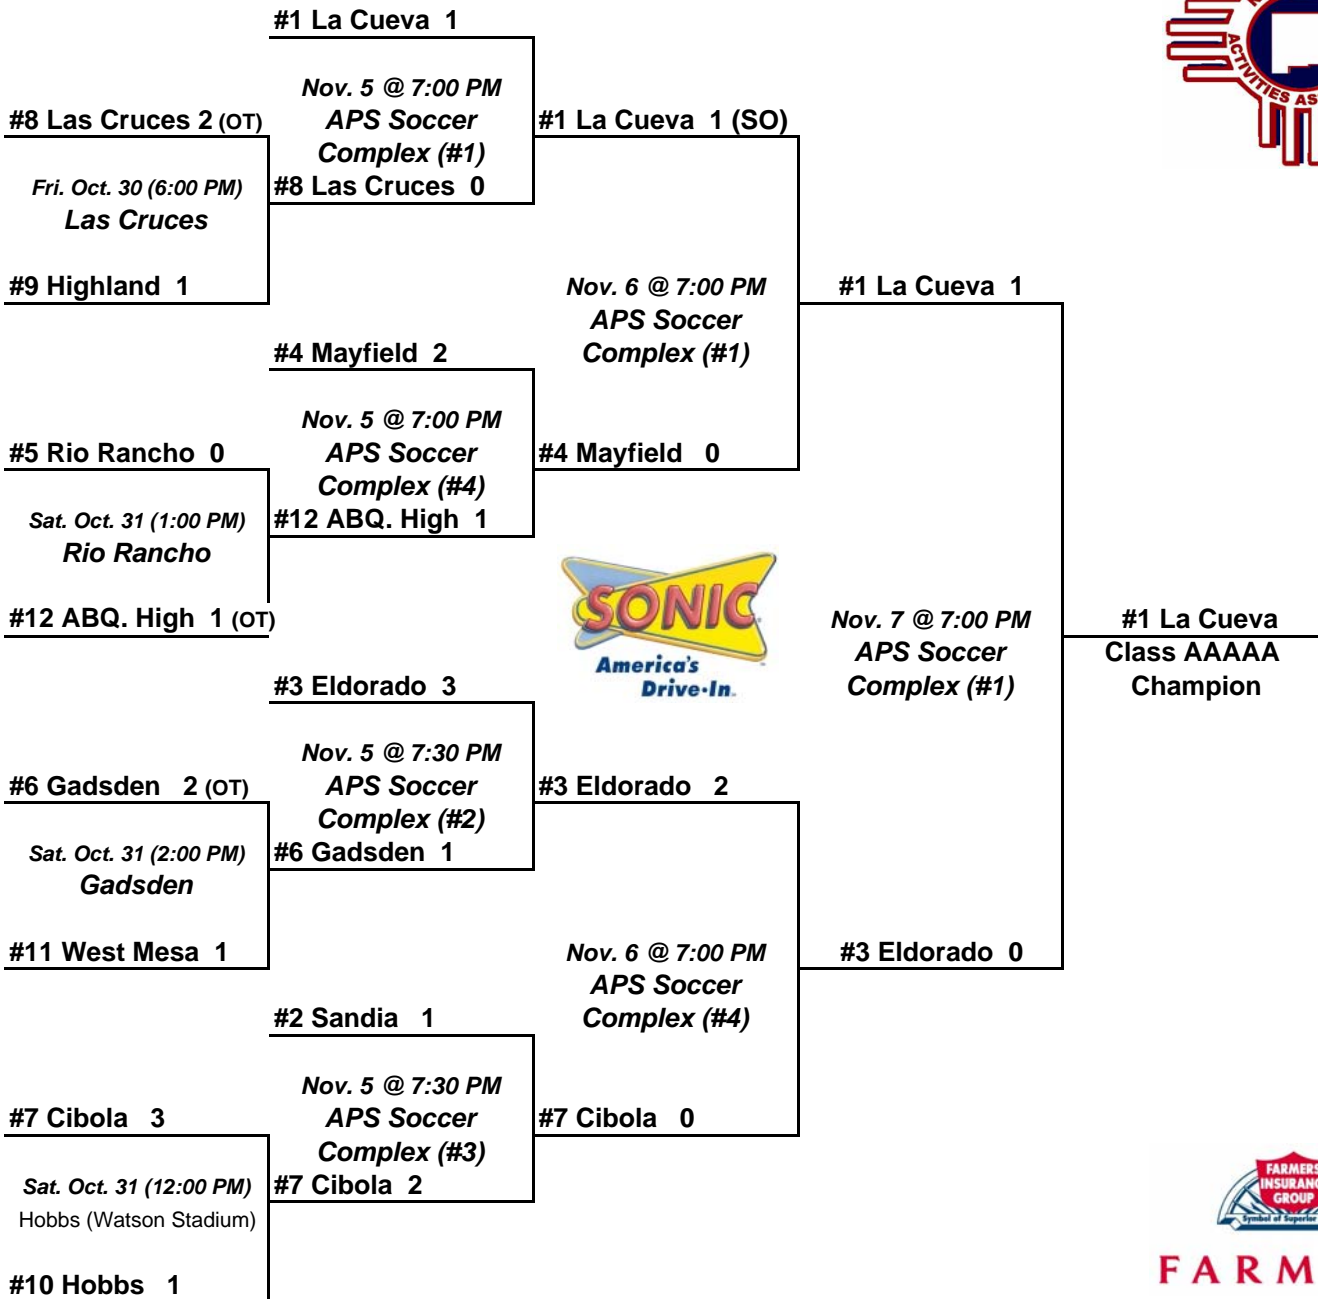 #1 La Cueva 1
Nov. 5 @ 7:00 PM
APS Soccer
Complex (#1)
#8 Las Cruces 0
#8 Las Cruces 2 (OT)
Fri. Oct. 30 (6:00 PM)
Las Cruces
#9 Highland 1
#1 La Cueva 1 (SO)
Nov. 6 @ 7:00 PM
APS Soccer
Complex (#1)
#4 Mayfield 0
#4 Mayfield 2
Nov. 5 @ 7:00 PM
APS Soccer
Complex (#4)
#12 ABQ. High 1
#5 Rio Rancho 0
Sat. Oct. 31 (1:00 PM)
Rio Rancho
#12 ABQ. High 1 (OT)
#1 La Cueva 1
Nov. 7 @ 7:00 PM
APS Soccer
Complex (#1)
#3 Eldorado 0
#1 La Cueva
Class AAAAA
Champion
SONIC
America's
Drive-In
#3 Eldorado 3
Nov. 5 @ 7:30 PM
APS Soccer
Complex (#2)
#6 Gadsden 1
#6 Gadsden 2 (OT)
Sat. Oct. 31 (2:00 PM)
Gadsden
#11 West Mesa 1
#3 Eldorado 2
Nov. 6 @ 7:00 PM
APS Soccer
Complex (#4)
#7 Cibola 0
#2 Sandia 1
Nov. 5 @ 7:30 PM
APS Soccer
Complex (#3)
#7 Cibola 2
#7 Cibola 3
Sat. Oct. 31 (12:00 PM)
Hobbs (Watson Stadium)
#10 Hobbs 1
ACTIVITIES AS
FARMERS
INSURANC
GROUP
Symbol of Superior
FARM